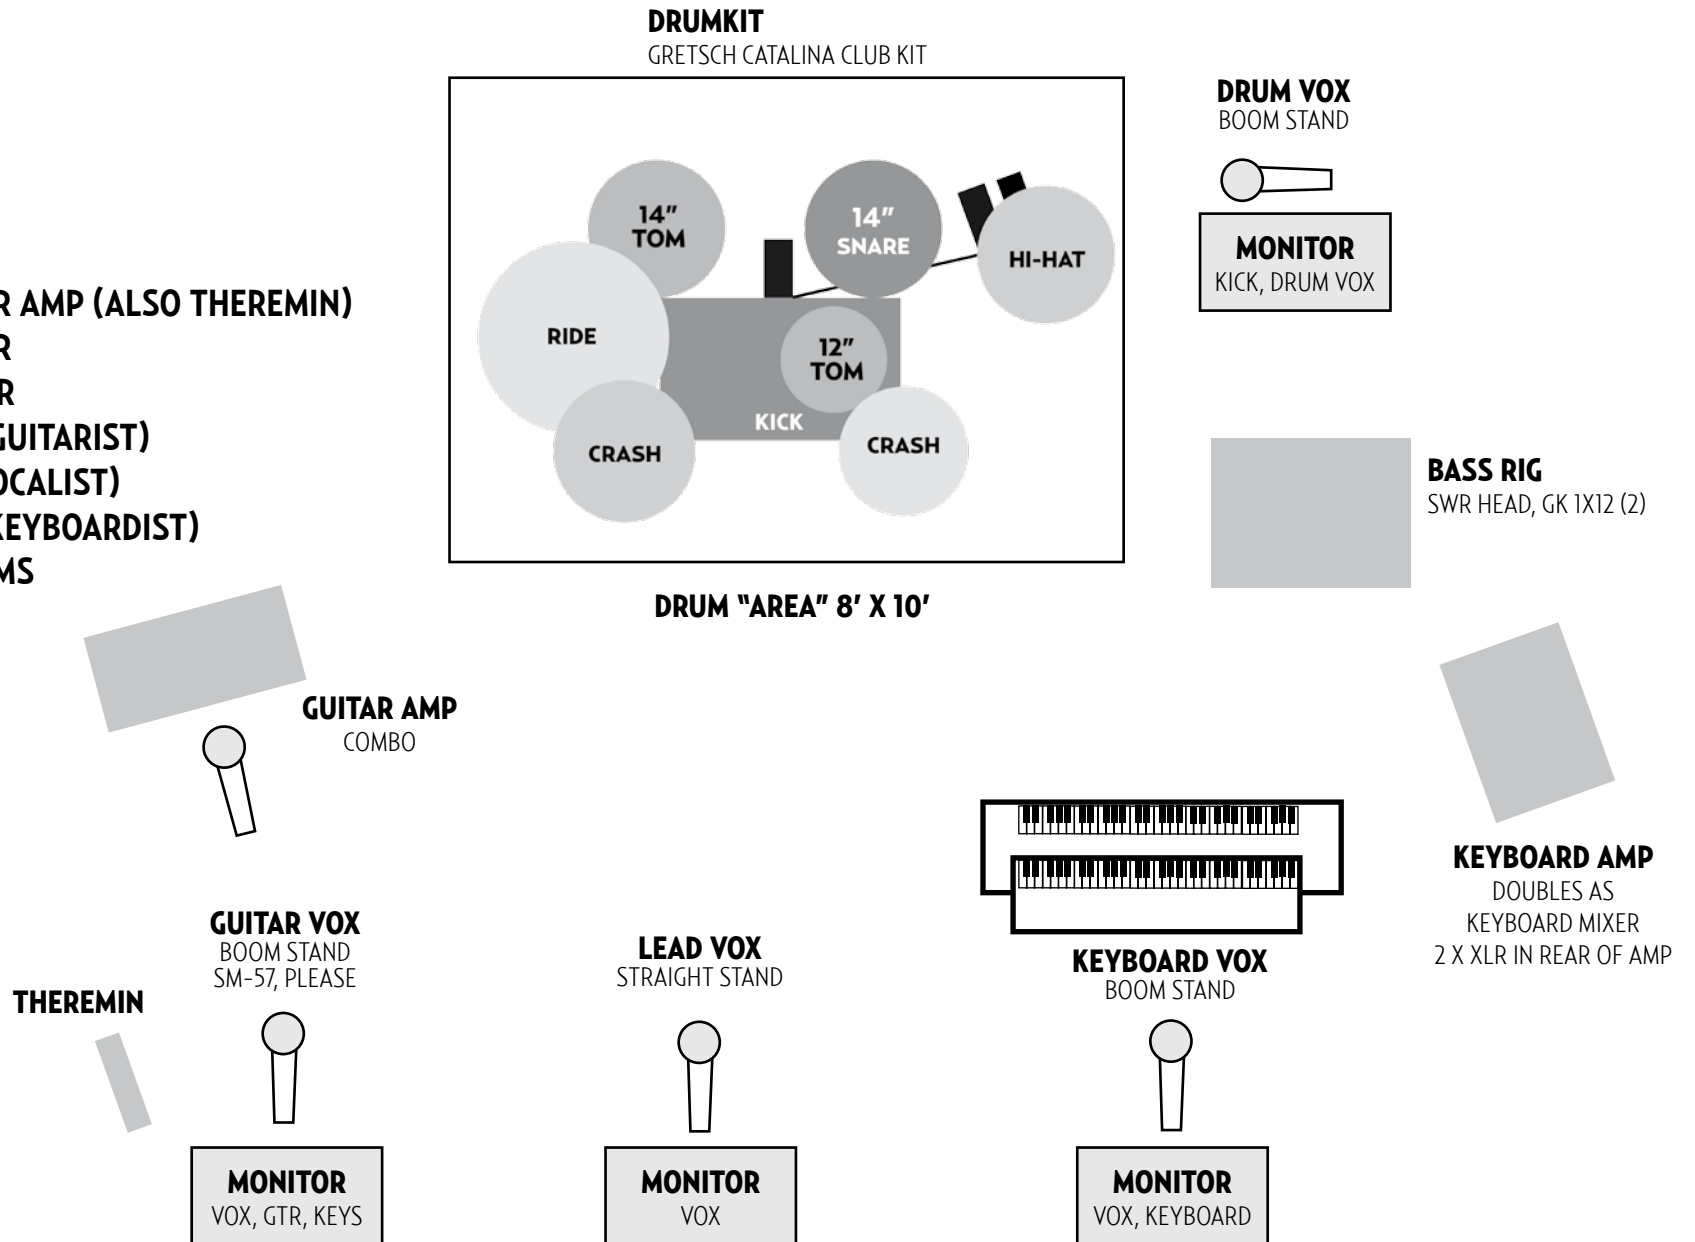 DRUMKIT
GRETSCH CATALINA CLUB KIT
DRUM VOX
BOOM STAND
14"
TOM
14"
SNARE
HI-HAT
MONITOR
KICK, DRUM VOX
RIDE
12"
TOM
KICK
CRASH
CRASH
R AMP (ALSO THEREMIN)
R
R
GUITARIST)
OCALIST)
KEYBOARDIST)
MS
BASS RIG
SWR HEAD, GK 1X12 (2)
DRUM “AREA” 8’ X 10’
GUITAR AMP
COMBO
KEYBOARD AMP
DOUBLES AS
KEYBOARD MIXER
2 X XLR IN REAR OF AMP
GUITAR VOX
BOOM STAND
SM-57, PLEASE
LEAD VOX
STRAIGHT STAND
KEYBOARD VOX
BOOM STAND
THEREMIN
MONITOR
VOX, GTR, KEYS
MONITOR
VOX
MONITOR
VOX, KEYBOARD